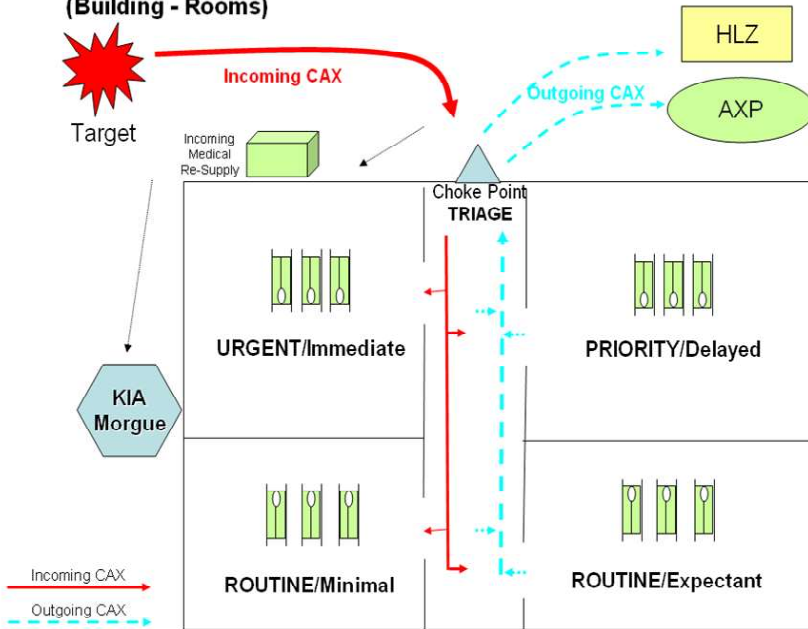 (Building - Rooms)
HLZ
Incoming CAX
Outgoing CAX
AXP
Target
Incoming
Medical
Re-Supply
Choke Point
TRIAGE
URGENT/Immediate
PRIORITY/Delayed
KIA
Morgue
ROUTINE/Minimal
ROUTINE/Expectant
Incoming CAX
Outgoing CAX